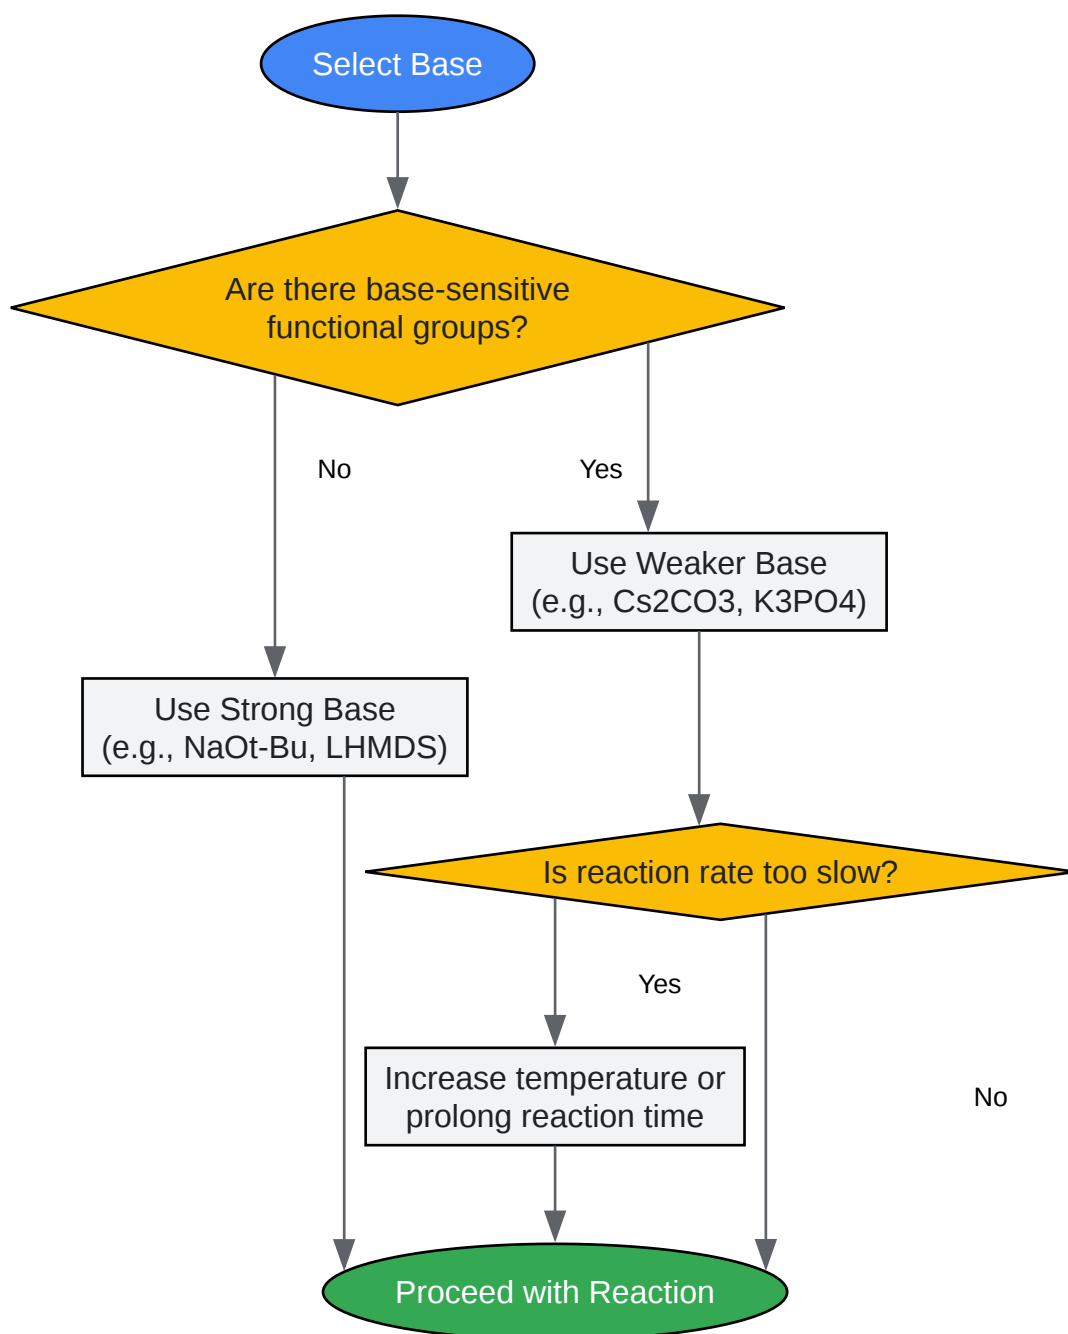 Select Base
Are there base-sensitive
functional groups?
No
Yes
Use Weaker Base
(e.g., Cs2CO3, K3PO4)
Use Strong Base
(e.g., NaOt-Bu, LHMDS)
Is reaction rate too slow?
Yes
Increase temperature or
prolong reaction time
No
Proceed with Reaction